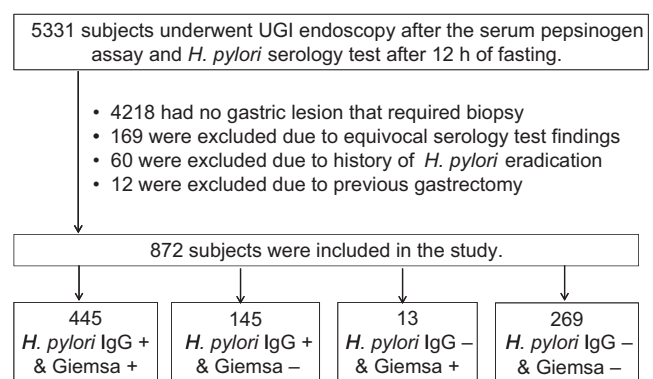 5331 subjects underwent UGI endoscopy after the serum pepsinogen
assay and H. pylori serology test after 12 h of fasting.
• 4218 had no gastric lesion that required biopsy
• 169 were excluded due to equivocal serology test findings
• 60 were excluded due to history of H. pylori eradication
• 12 were excluded due to previous gastrectomy
872 subjects were included in the study.
445
H. pylori IgG +
& Giemsa +
145
H. pylori IgG +
& Giemsa –
13
H. pylori IgG –
& Giemsa +
269
H. pylori IgG –
& Giemsa –